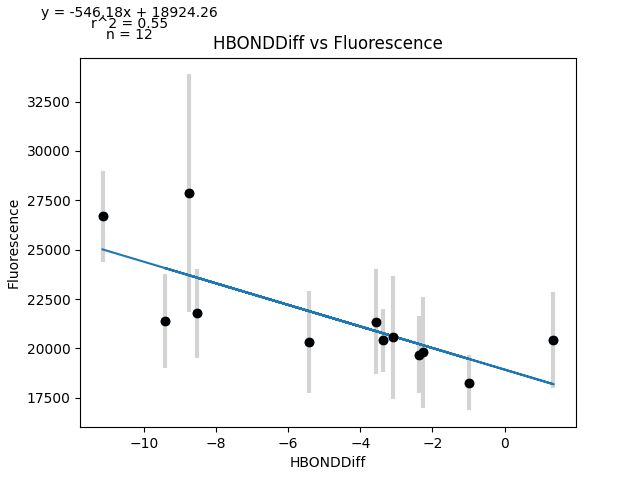 y = -546.18x + 18924.26
r^2 = 0.55
n = 12
HBONDDiff vs Fluorescence
Fluorescence
32500
30000
27500
25000
22500
20000
17500
−10
−8
−6
−4
−2
0
HBONDDiff